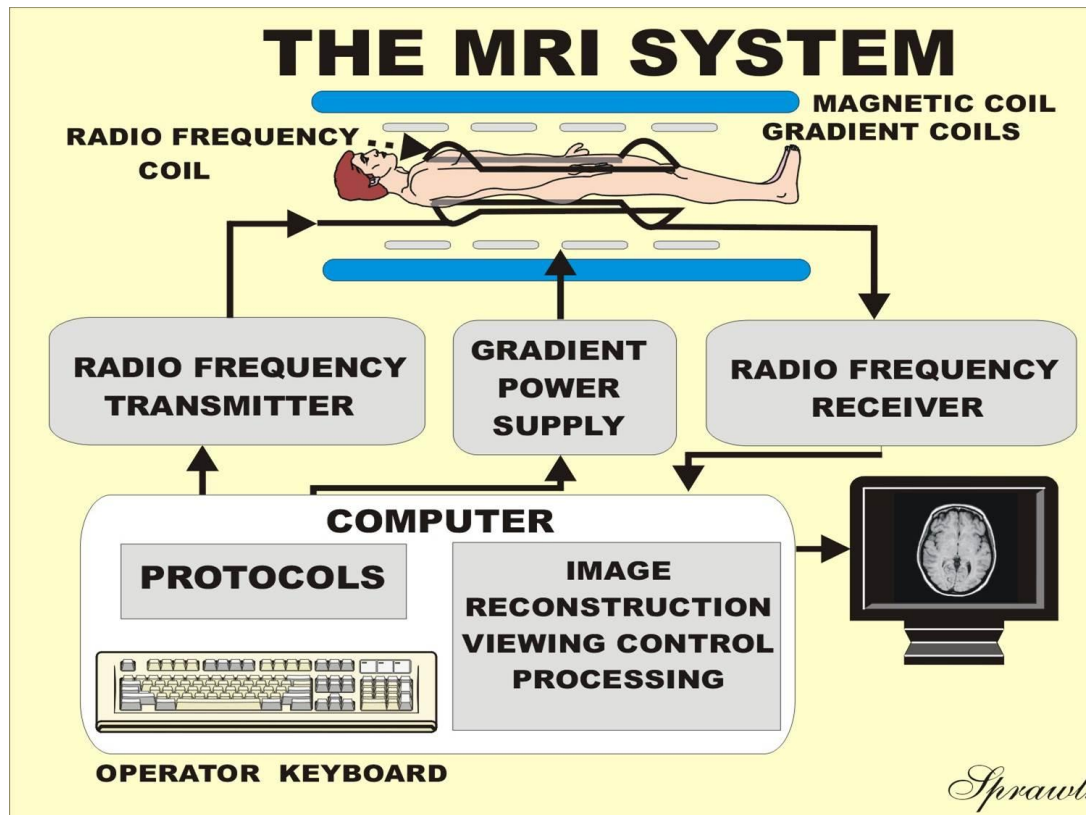 THE MRI SYSTEM
MAGNETIC COIL
GRADIENT COILS
RADIO FREQUENCY
COIL
RADIO FREQUENCY
TRANSMITTER
GRADIENT
POWER
SUPPLY
RADIO FREQUENCY
RECEIVER
COMPUTER
PROTOCOLS
IMAGE
RECONSTRUCTION
VIEWING CONTROL
PROCESSING
OPERATOR KEYBOARD